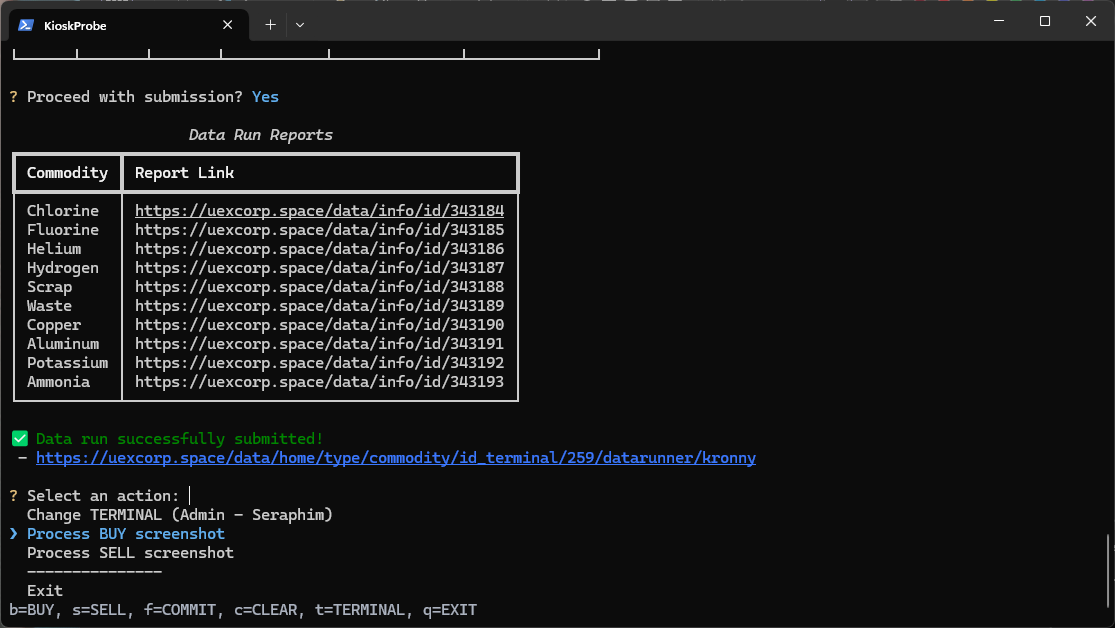 KioskProbe
? Proceed with submission? Yes
Data Run Reports
Commodity Report Link
Chlorine https://uexcorp.space/data/info/id/343184
Fluorine https://uexcorp.space/data/info/id/343185
Helium https://uexcorp.space/data/info/id/343186
Hydrogen https://uexcorp.space/data/info/id/343187
Scrap https://uexcorp.space/data/info/id/343188
Waste https://uexcorp.space/data/info/id/343189
Copper https://uexcorp.space/data/info/id/343190
Aluminum https://uexcorp.space/data/info/id/343191
Potassium https://uexcorp.space/data/info/id/343192
Ammonia https://uexcorp.space/data/info/id/343193
✅ Data run successfully submitted!
– https://uexcorp.space/data/home/type/commodity/id_terminal/259/datarunner/kronny
? Select an action:
Change TERMINAL (Admin - Seraphim)
❯ Process BUY screenshot
Process SELL screenshot
---------------
Exit
b=BUY, s=SELL, f=COMMIT, c=CLEAR, t=TERMINAL, q=EXIT